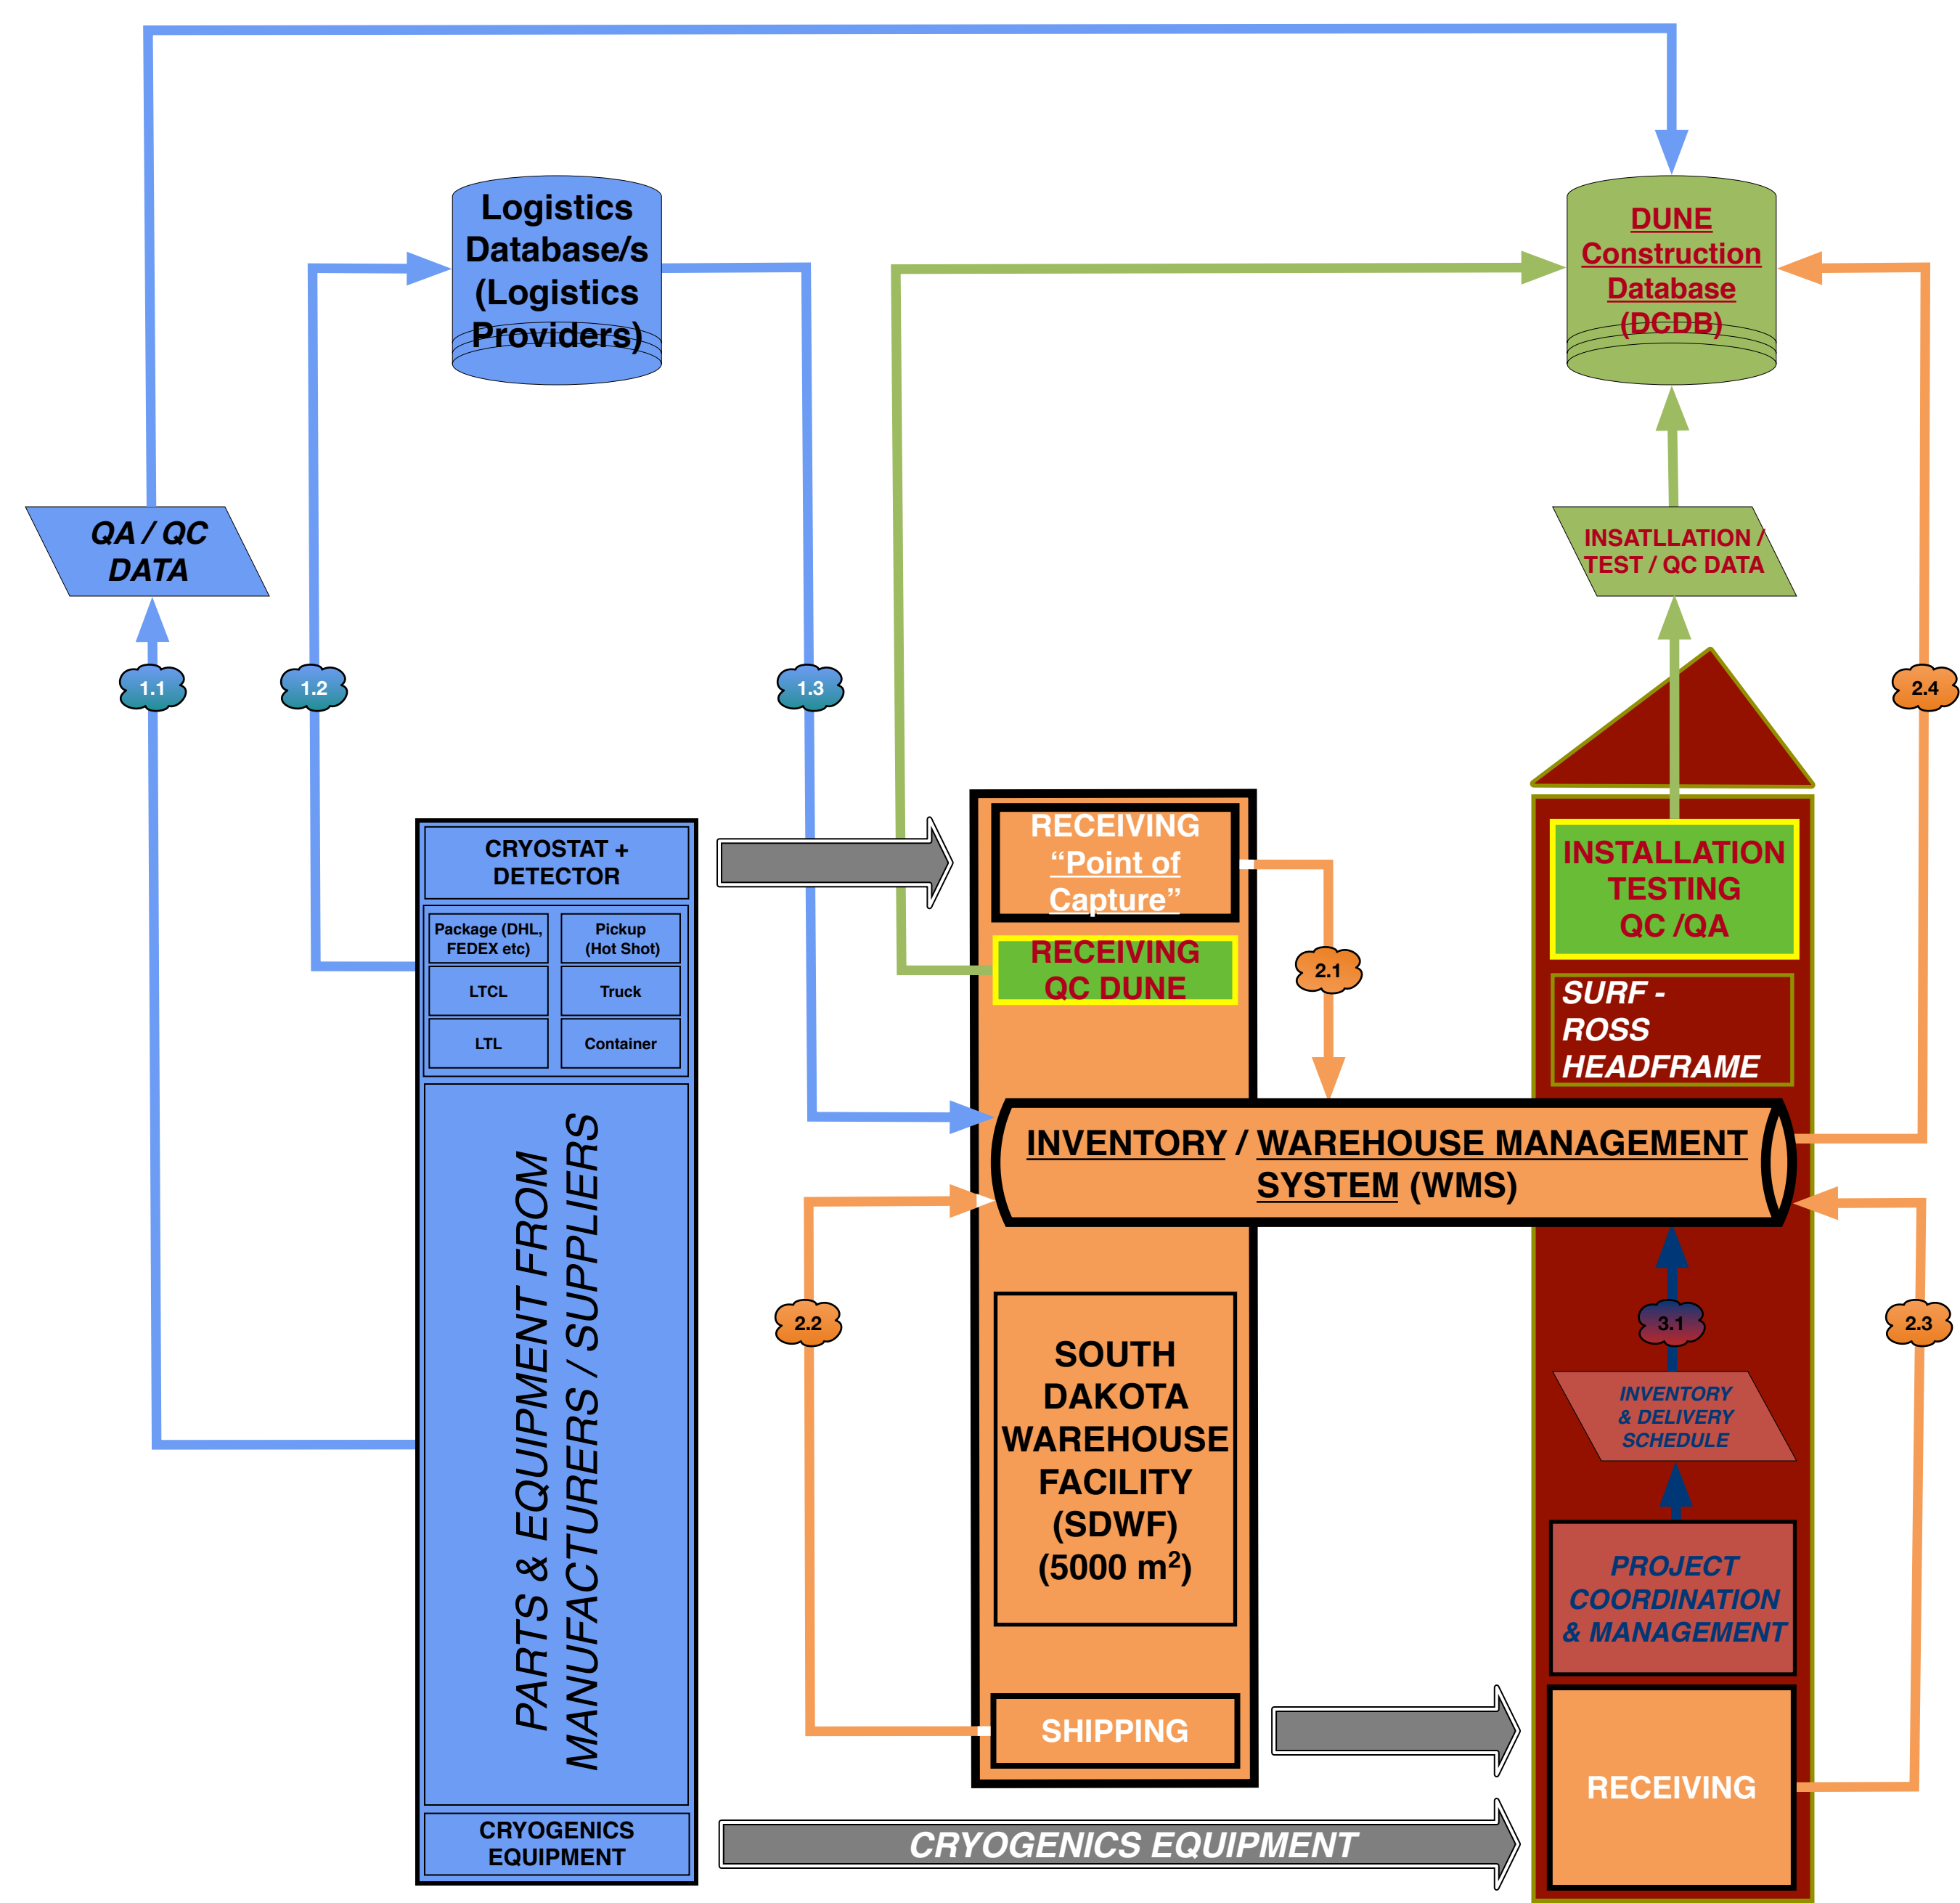 Logistics
Database/s
(Logistics
Providers)
DUNE
Construction
Database
(DCDB)
QA / QC
DATA
INSATLLATION /
TEST / QC DATA
1.1
1.2
1.3
2.4
CRYOSTAT +
DETECTOR
Package (DHL,
FEDEX etc)
Pickup
(Hot Shot)
LTCL
Truck
LTL
Container
PARTS & EQUIPMENT FROM
MANUFACTURERS / SUPPLIERS
CRYOGENICS
EQUIPMENT
RECEIVING
“Point of
Capture”
RECEIVING
QC DUNE
2.1
INSTALLATION
TESTING
QC /QA
SURF -
ROSS
HEADFRAME
INVENTORY / WAREHOUSE MANAGEMENT
SYSTEM (WMS)
2.2
3.1
2.3
SOUTH
DAKOTA
WAREHOUSE
FACILITY
(SDWF)
(5000 m²)
INVENTORY
& DELIVERY
SCHEDULE
PROJECT
COORDINATION
& MANAGEMENT
SHIPPING
RECEIVING
CRYOGENICS EQUIPMENT